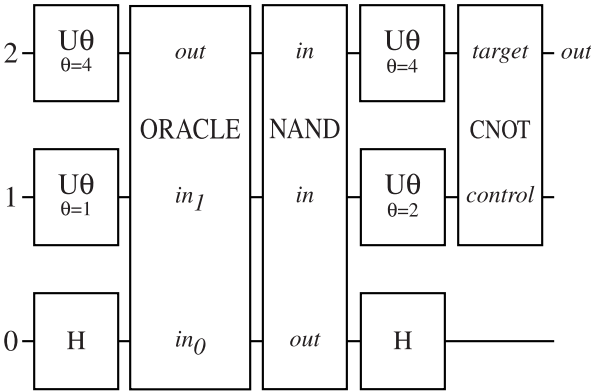 2 Uθ out in Uθ target out
θ=4 θ=4
ORACLE NAND CNOT
1 Uθ in1 in Uθ control
θ=1 θ=2
0 H in0 out H